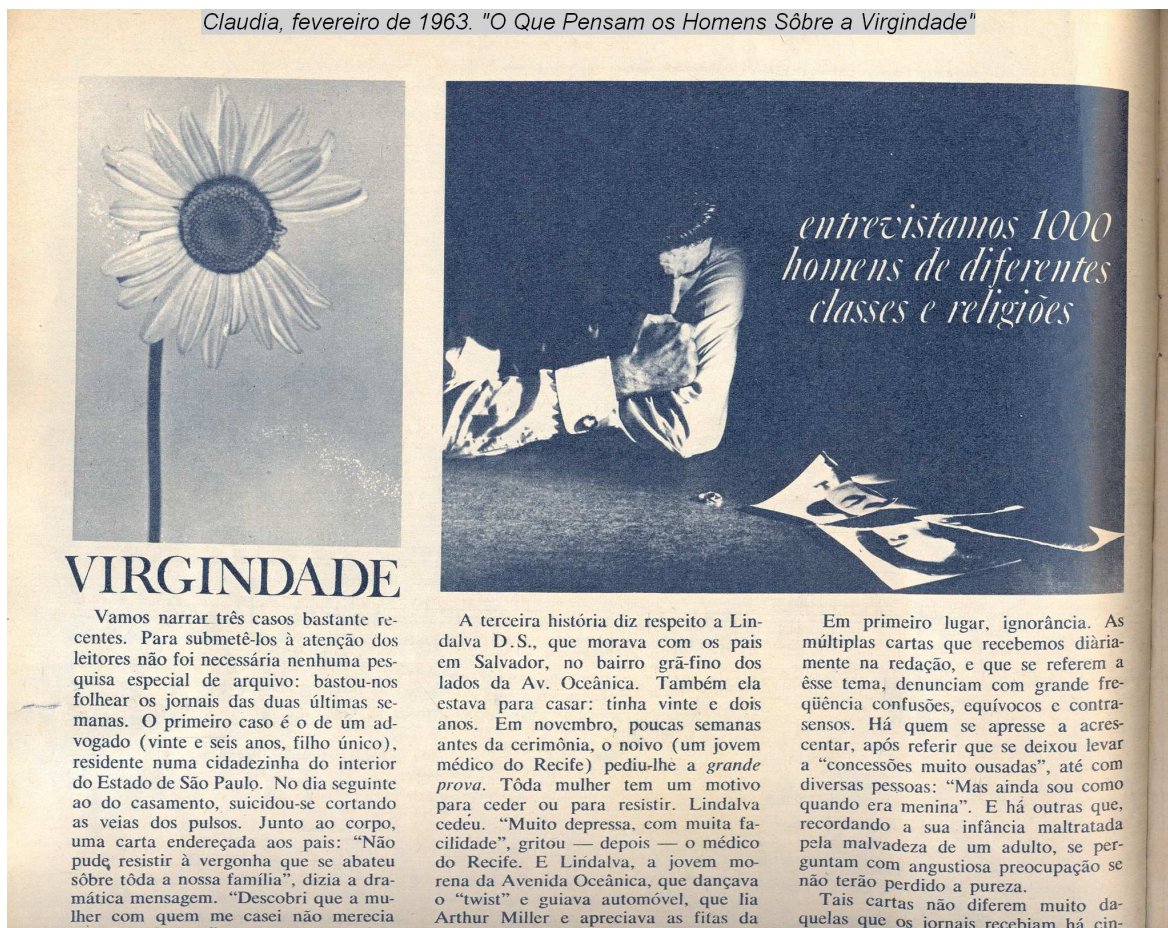 Claudia, fevereiro de 1963. "O Que Pensam os Homens Sôbre a Virgindade"
entrevistamos 1000
homens de diferentes
classes e religiões
VIRGINDADE
Vamos narrar três casos bastante re-
centes. Para submetê-los à atenção dos
leitores não foi necessária nenhuma pes-
quisa especial de arquivo: bastou-nos
folhear os jornais das duas últimas se-
manas. O primeiro caso é o de um ad-
vogado (vinte e seis anos, filho único),
residente numa cidadezinha do interior
do Estado de São Paulo. No dia seguinte
ao do casamento, suicidou-se cortando
as veias dos pulsos. Junto ao corpo,
uma carta endereçada aos pais: "Não
pude resistir à vergonha que se abateu
sôbre tôda a nossa família", dizia a dra-
mática mensagem. "Descobri que a mu-
lher com quem me casei não merecia
A terceira história diz respeito a Lin-
dalva D.S., que morava com os pais
em Salvador, no bairro grã-fino dos
lados da Av. Oceânica. Também ela
estava para casar: tinha vinte e dois
anos. Em novembro, poucas semanas
antes da cerimônia, o noivo (um jovem
médico do Recife) pediu-lhe a grande
prova. Tôda mulher tem um motivo
para ceder ou para resistir. Lindalva
cedeu. "Muito depressa, com muita fa-
cilidade", gritou — depois — o médico
do Recife. E Lindalva, a jovem mo-
rena da Avenida Oceânica, que dançava
o "twist" e guiava automóvel, que lia
Arthur Miller e apreciava as fitas da
Em primeiro lugar, ignorância. As
múltiplas cartas que recebemos diària-
mente na redação, e que se referem a
êsse tema, denunciam com grande fre-
qüência confusões, equívocos e contra-
sensos. Há quem se apresse a acres-
centar, após referir que se deixou levar
a "concessões muito ousadas", até com
diversas pessoas: "Mas ainda sou como
quando era menina". E há outras que,
recordando a sua infância maltratada
pela malvadeza de um adulto, se per-
guntam com angustiosa preocupação se
não terão perdido a pureza.
Tais cartas não diferem muito da-
quelas que os jornais recebiam há cin-